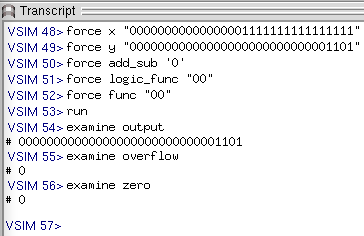 Transcript
VSIM 48> force x "00000000000000001111111111111111"
VSIM 49> force y "00000000000000000000000000001101"
VSIM 50> force add_sub '0'
VSIM 51> force logic_func "00"
VSIM 52> force func "00"
VSIM 53> run
VSIM 54> examine output
# 00000000000000000000000000001101
VSIM 55> examine overflow
# 0
VSIM 56> examine zero
# 0
VSIM 57>